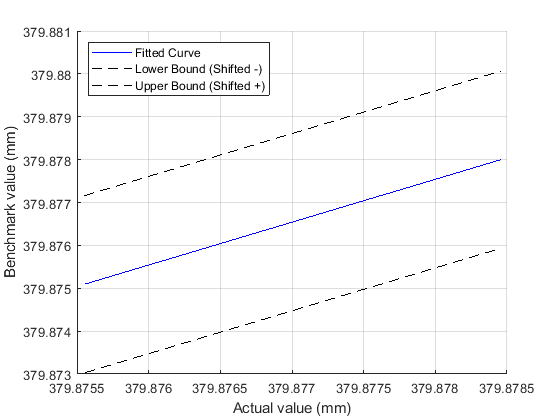 379.881
379.88
379.879
379.878
379.877
379.876
379.875
379.874
379.873
Benchmark value (mm)
Fitted Curve
Lower Bound (Shifted -)
Upper Bound (Shifted +)
379.8755 379.876 379.8765 379.877 379.8775 379.878 379.8785
Actual value (mm)